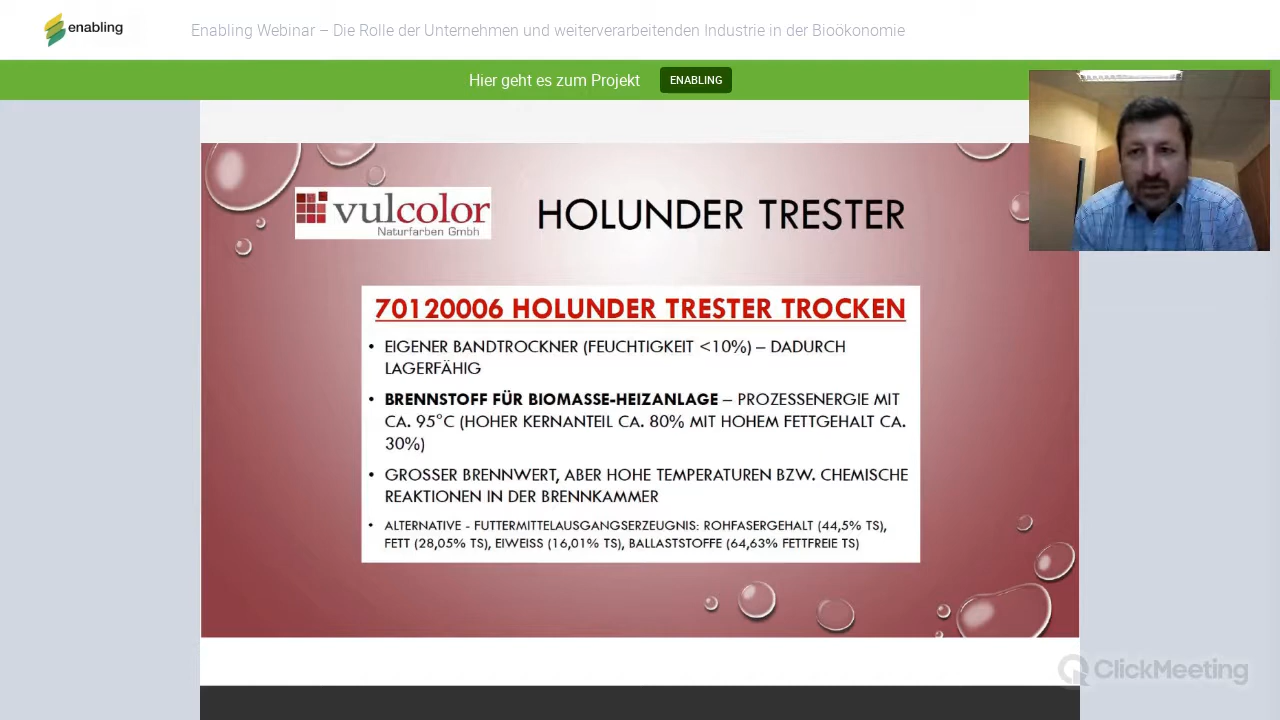 enabling
Enabling Webinar – Die Rolle der Unternehmen und weiterverarbeitenden Industrie in der Bioökonomie
Hier geht es zum Projekt ENABLING
vulcolor
Naturfarben Gmbh
HOLUNDER TRESTER
70120006 HOLUNDER TRESTER TROCKEN
• EIGENER BANDTROCKNER (FEUCHTIGKEIT <10%) – DADURCH
LAGERFÄHIG
• BRENNSTOFF FÜR BIOMASSE-HEIZANLAGE – PROZESSENERGIE MIT
CA. 95°C (HOHER KERNANTEIL CA. 80% MIT HOHEM FETTGEHALT CA.
30%)
• GROSSER BRENNWERT, ABER HOHE TEMPERATUREN BZW. CHEMISCHE
REAKTIONEN IN DER BRENNKAMMER
• ALTERNATIVE - FUTTERMITTELAUSGANGSERZEUGNIS: ROHFASERGEHALT (44,5% TS),
FETT (28,05% TS), EIWEISS (16,01% TS), BALLASTSTOFFE (64,63% FETTFREIE TS)
ClickMeeting